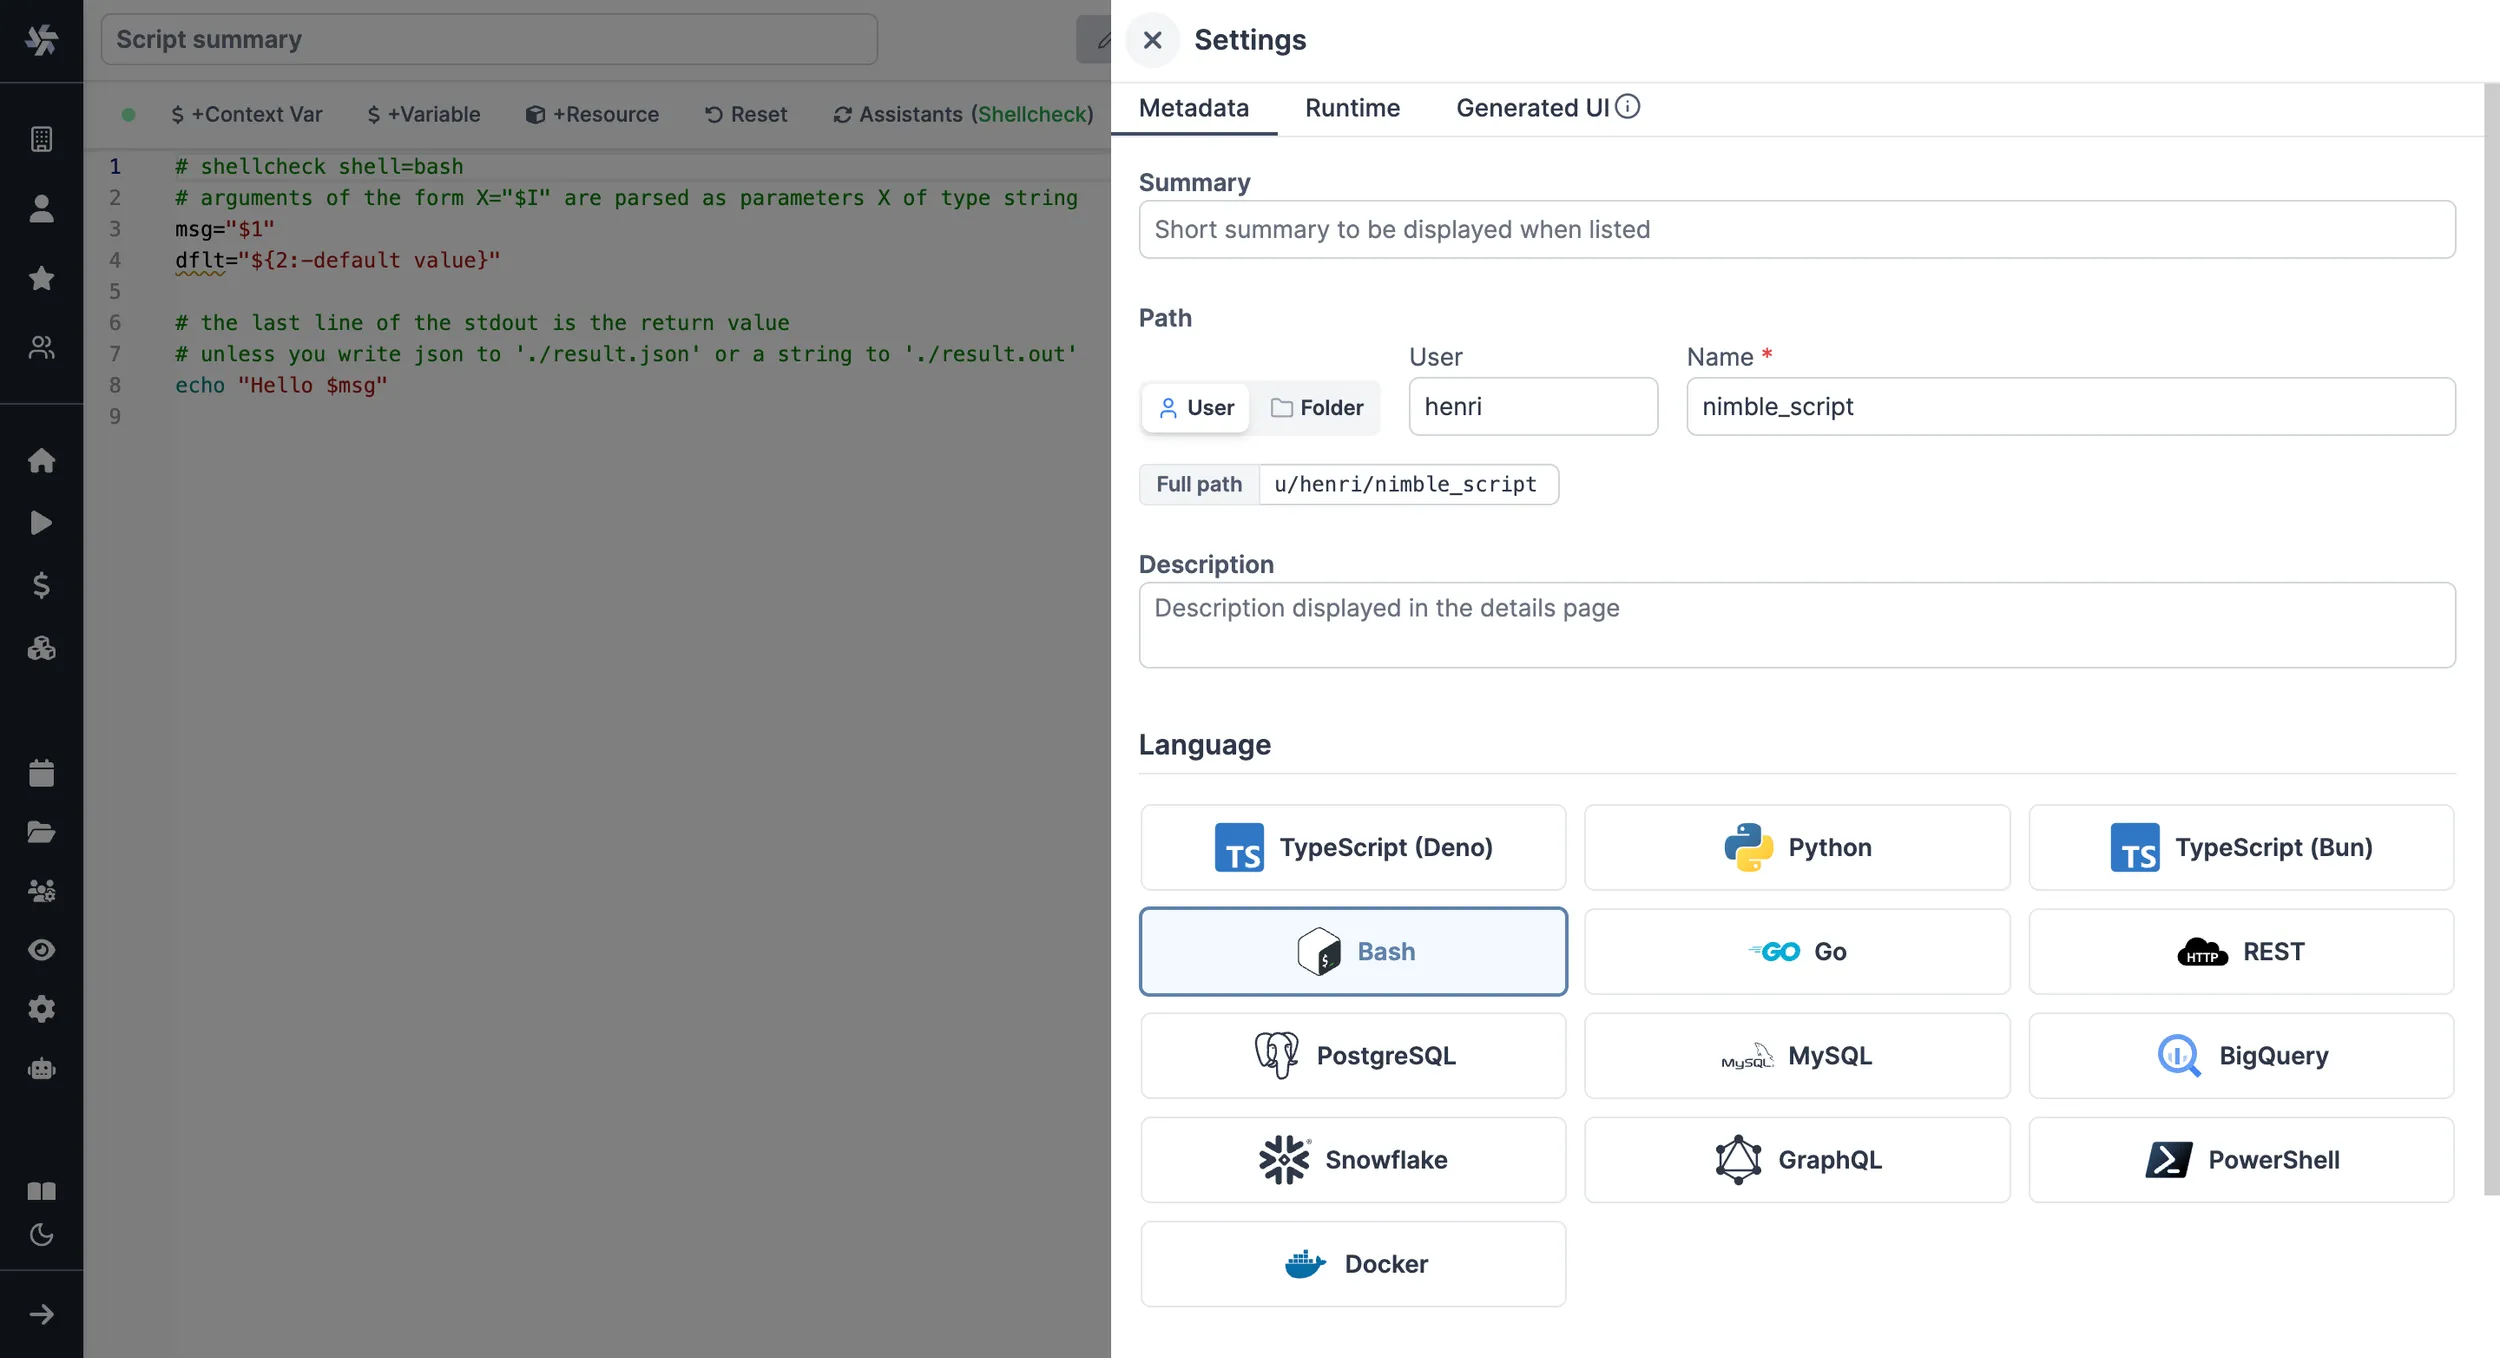 Script summary
$ +Context Var
$ +Variable
+Resource
Reset
Assistants (Shellcheck)
1 # shellcheck shell=bash
2 # arguments of the form X="$I" are parsed as parameters X of type string
3 msg="$1"
4 dflt="${2:-default value}"
5
6 # the last line of the stdout is the return value
7 # unless you write json to './result.json' or a string to './result.out'
8 echo "Hello $msg"
9
Settings
Metadata
Runtime
Generated UI
Summary
Short summary to be displayed when listed
Path
User
Folder
User
henri
Name *
nimble_script
Full path
u/henri/nimble_script
Description
Description displayed in the details page
Language
TS TypeScript (Deno)
Python
TS TypeScript (Bun)
$ Bash
GO Go
HTTP REST
PostgreSQL
MySQL MySQL
BigQuery
Snowflake
GraphQL
PowerShell
Docker